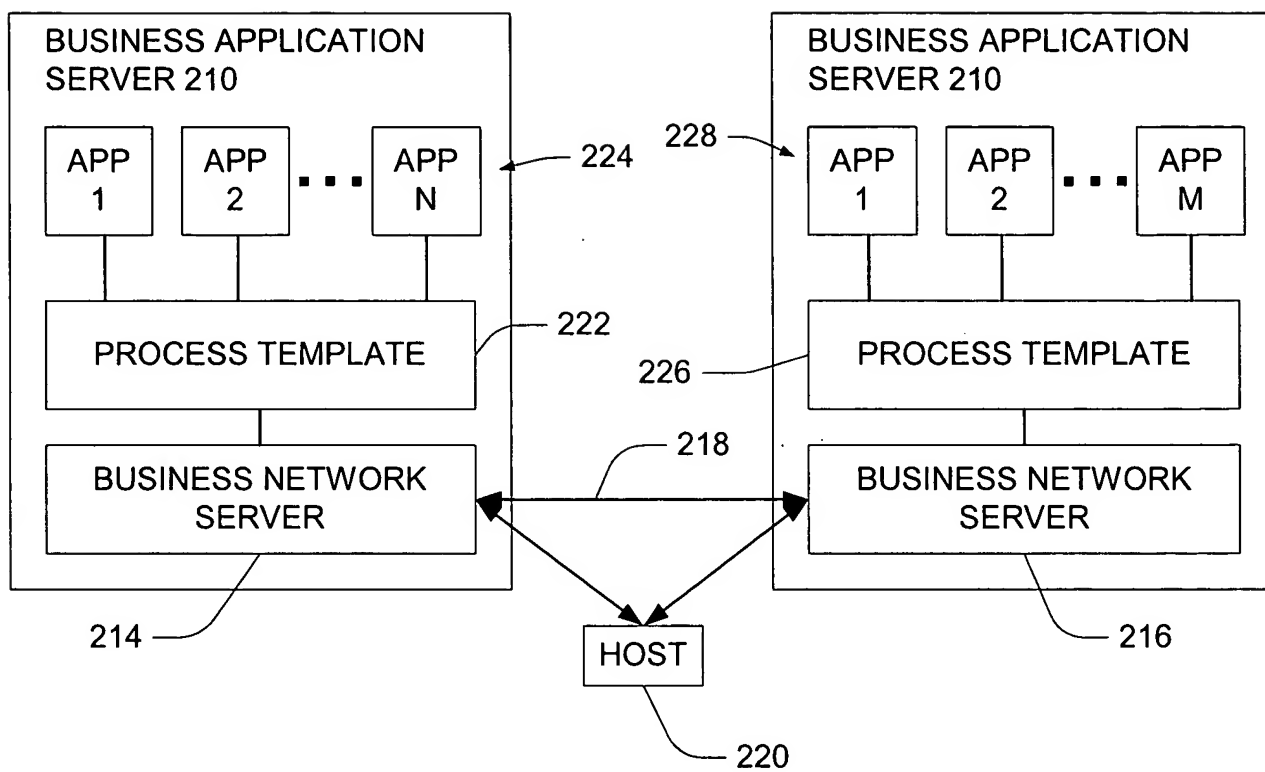 BUSINESS APPLICATION
SERVER 210
APP
1
APP
2
APP
N
224
PROCESS TEMPLATE
222
BUSINESS NETWORK
SERVER
214
BUSINESS APPLICATION
SERVER 210
228
APP
1
APP
2
APP
M
PROCESS TEMPLATE
226
218
BUSINESS NETWORK
SERVER
216
HOST
220